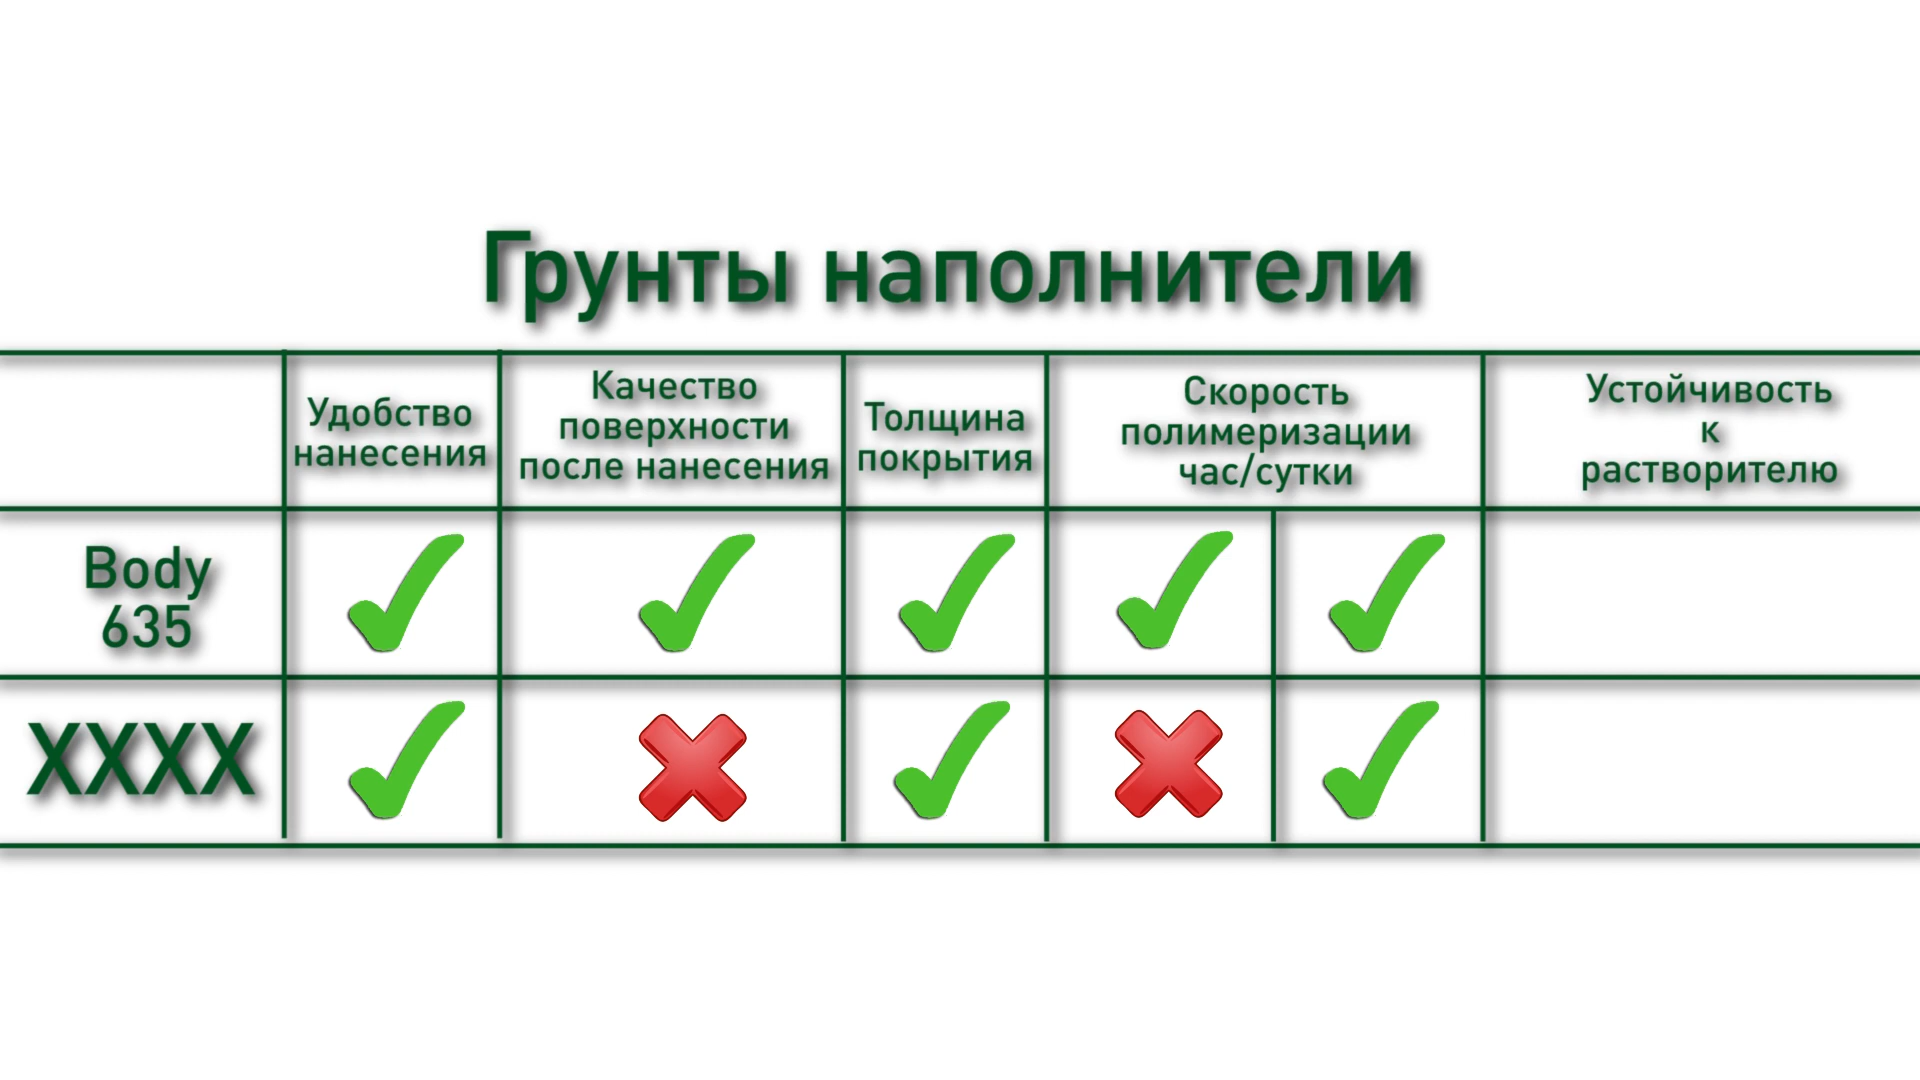 Грунты наполнители
Удобство
нанесения
Качество
поверхности
после нанесения
Толщина
покрытия
Скорость
полимеризации
час/сутки
Устойчивость
к
растворителю
Body
635
XXXX